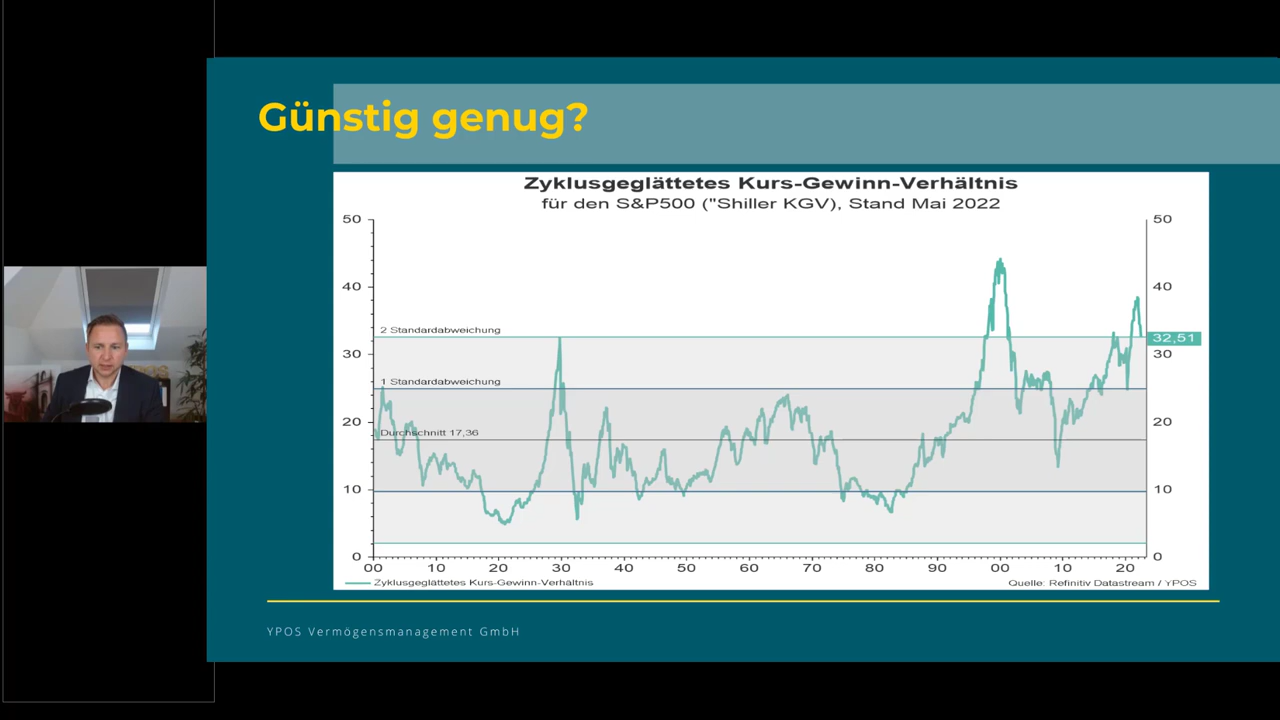 Günstig genug?
Zyklusgeglättetes Kurs-Gewinn-Verhältnis
für den S&P500 ("Shiller KGV), Stand Mai 2022
50 50
40 40
2 Standardabweichung
32,51
30 30
1 Standardabweichung
20 20
Durchschnitt 17,36
10 10
0 0
00 10 20 30 40 50 60 70 80 90 00 10 20
Zyklusgeglättetes Kurs-Gewinn-Verhältnis
Quelle: Refinitiv Datastream / YPOS
YPOS Vermögensmanagement GmbH